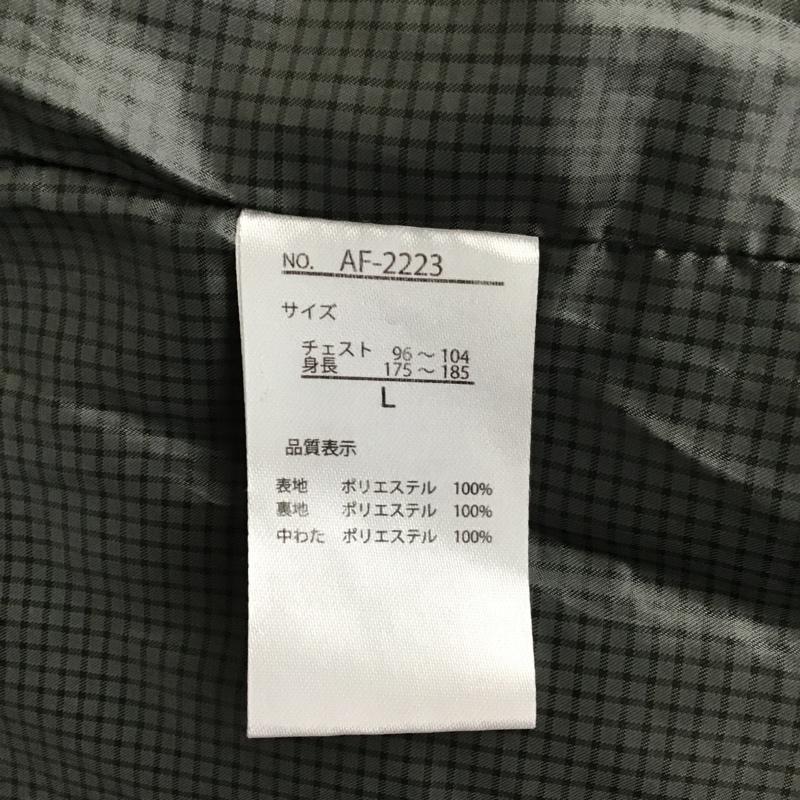 NO. AF-2223
サイズ
チェスト 96～104
身長 175～185
L
品質表示
表地 ポリエステル 100%
裏地 ポリエステル 100%
中わた ポリエステル 100%